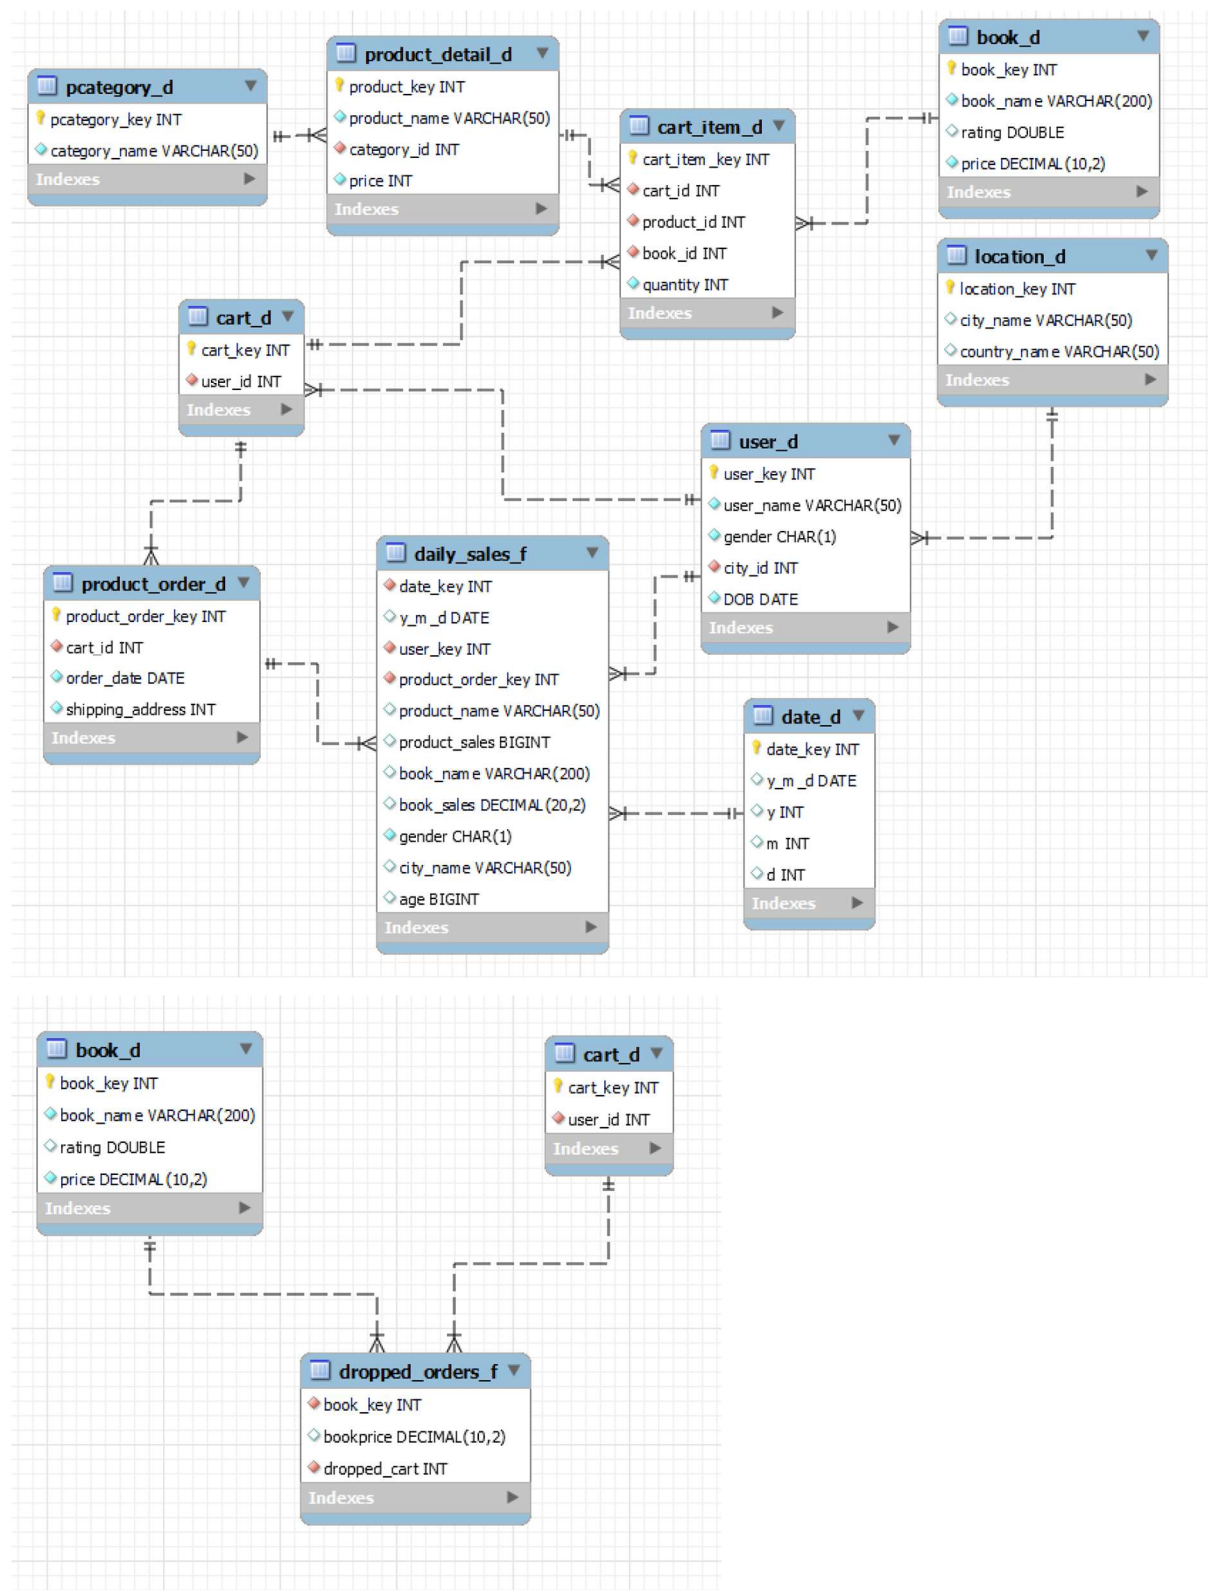 pcategory_d
pcategory_key INT
category_name VARCHAR(50)
Indexes
product_detail_d
product_key INT
product_name VARCHAR(50)
category_id INT
price INT
Indexes
cart_item_d
cart_item_key INT
cart_id INT
product_id INT
book_id INT
quantity INT
Indexes
book_d
book_key INT
book_name VARCHAR(200)
rating DOUBLE
price DECIMAL(10,2)
Indexes
location_d
location_key INT
city_name VARCHAR(50)
country_name VARCHAR(50)
Indexes
cart_d
cart_key INT
user_id INT
Indexes
user_d
user_key INT
user_name VARCHAR(50)
gender CHAR(1)
city_id INT
DOB DATE
Indexes
product_order_d
product_order_key INT
cart_id INT
order_date DATE
shipping_address INT
Indexes
daily_sales_f
date_key INT
y_m_d DATE
user_key INT
product_order_key INT
product_name VARCHAR(50)
product_sales BIGINT
book_name VARCHAR(200)
book_sales DECIMAL(20,2)
gender CHAR(1)
city_name VARCHAR(50)
age BIGINT
Indexes
date_d
date_key INT
y_m_d DATE
y INT
m INT
d INT
Indexes
book_d
book_key INT
book_name VARCHAR(200)
rating DOUBLE
price DECIMAL(10,2)
Indexes
cart_d
cart_key INT
user_id INT
Indexes
dropped_orders_f
book_key INT
bookprice DECIMAL(10,2)
dropped_cart INT
Indexes